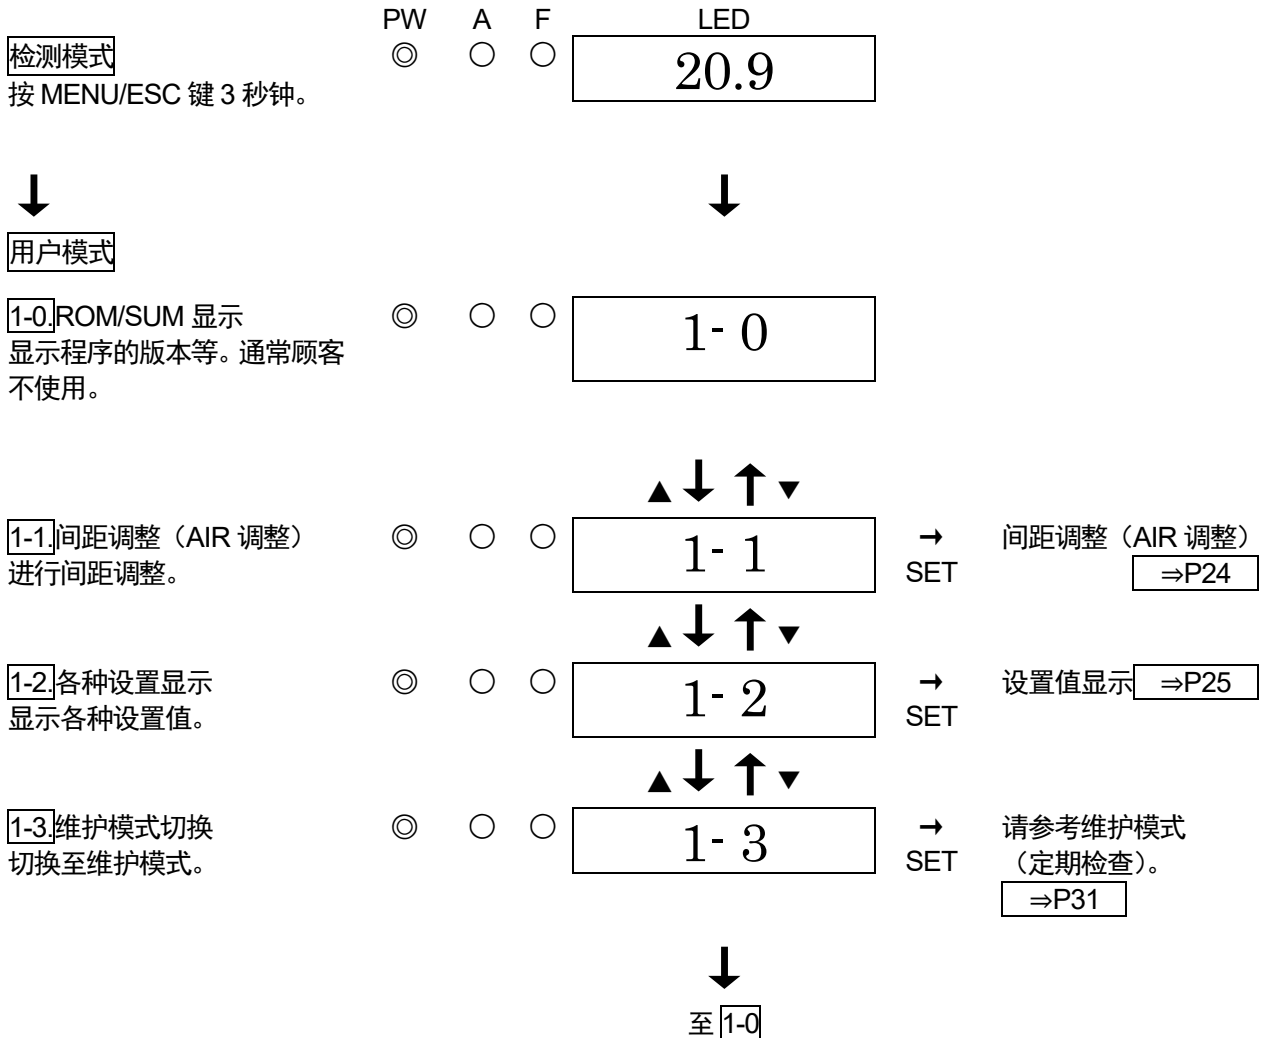 PW A F LED
检测模式 ◎ ○ ○ 20.9
按 MENU/ESC 键 3 秒钟。
↓ ↓
用户模式
1-0.ROM/SUM 显示 ◎ ○ ○ 1- 0
显示程序的版本等。通常顾客
不使用。
▲↓↑▼
1-1.间距调整（AIR 调整） ◎ ○ ○ 1- 1 → 间距调整（AIR 调整）
进行间距调整。 SET ⇒P24
▲↓↑▼
1-2.各种设置显示 ◎ ○ ○ 1- 2 → 设置值显示 ⇒P25
显示各种设置值。 SET
▲↓↑▼
1-3.维护模式切换 ◎ ○ ○ 1- 3 → 请参考维护模式
切换至维护模式。 SET （定期检查）。
⇒P31
↓
至 1-0